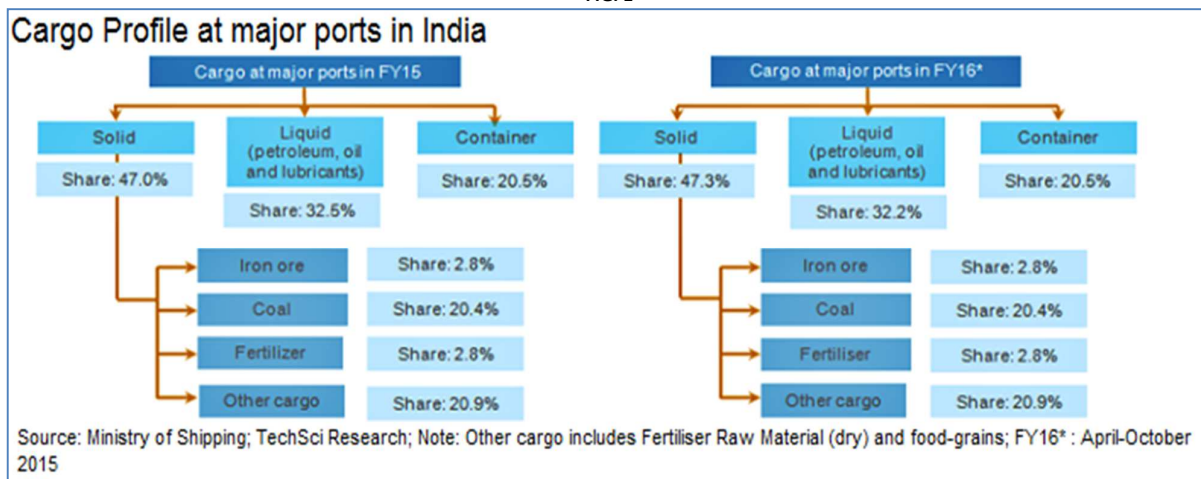 Cargo Profile at major ports in India
Cargo at major ports in FY15
Solid
Share: 47.0%
Liquid
(petroleum, oil
and lubricants)
Share: 32.5%
Container
Share: 20.5%
Iron ore
Share: 2.8%
Coal
Share: 20.4%
Fertilizer
Share: 2.8%
Other cargo
Share: 20.9%
Cargo at major ports in FY16*
Solid
Share: 47.3%
Liquid
(petroleum, oil
and lubricants)
Share: 32.2%
Container
Share: 20.5%
Iron ore
Share: 2.8%
Coal
Share: 20.4%
Fertiliser
Share: 2.8%
Other cargo
Share: 20.9%
Source: Ministry of Shipping; TechSci Research; Note: Other cargo includes Fertiliser Raw Material (dry) and food-grains; FY16* : April-October
2015